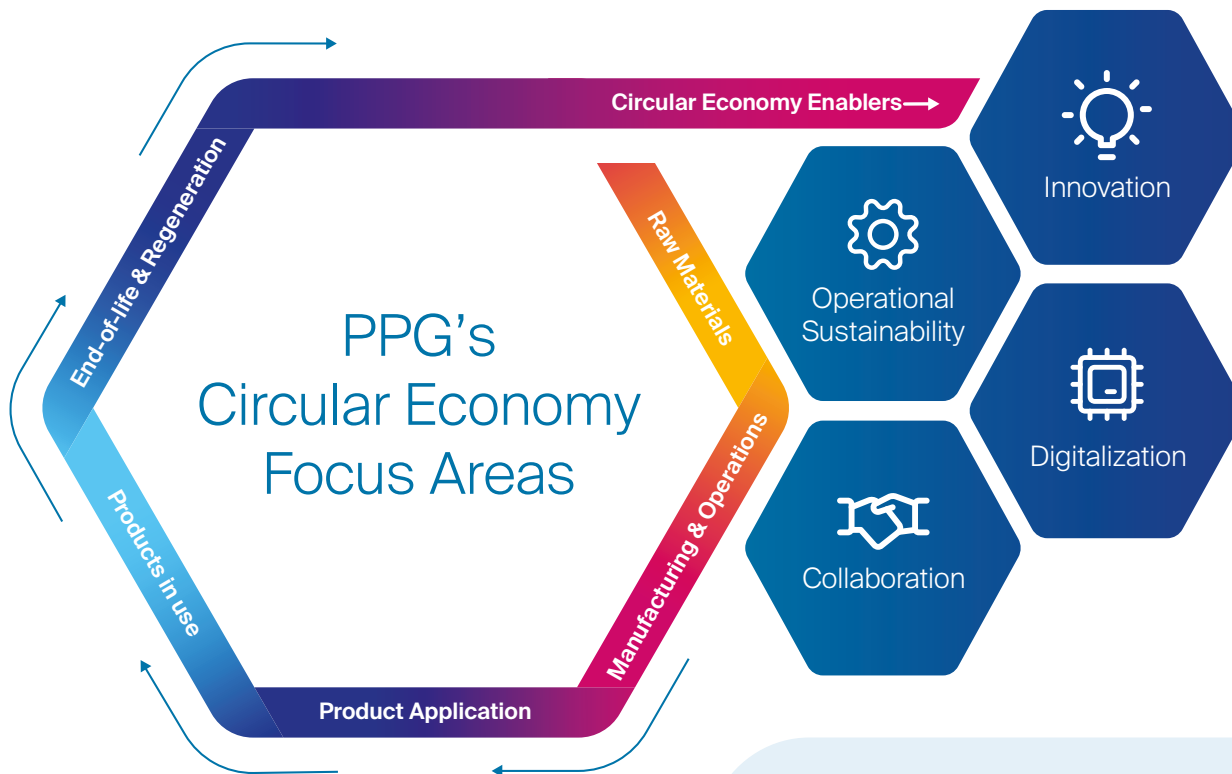 Circular Economy Enablers→
Innovation
Operational
Sustainability
Digitalization
Collaboration
PPG's
Circular Economy
Focus Areas
Raw Materials
Manufacturing & Operations
Product Application
Products in use
End-of-life & Regeneration